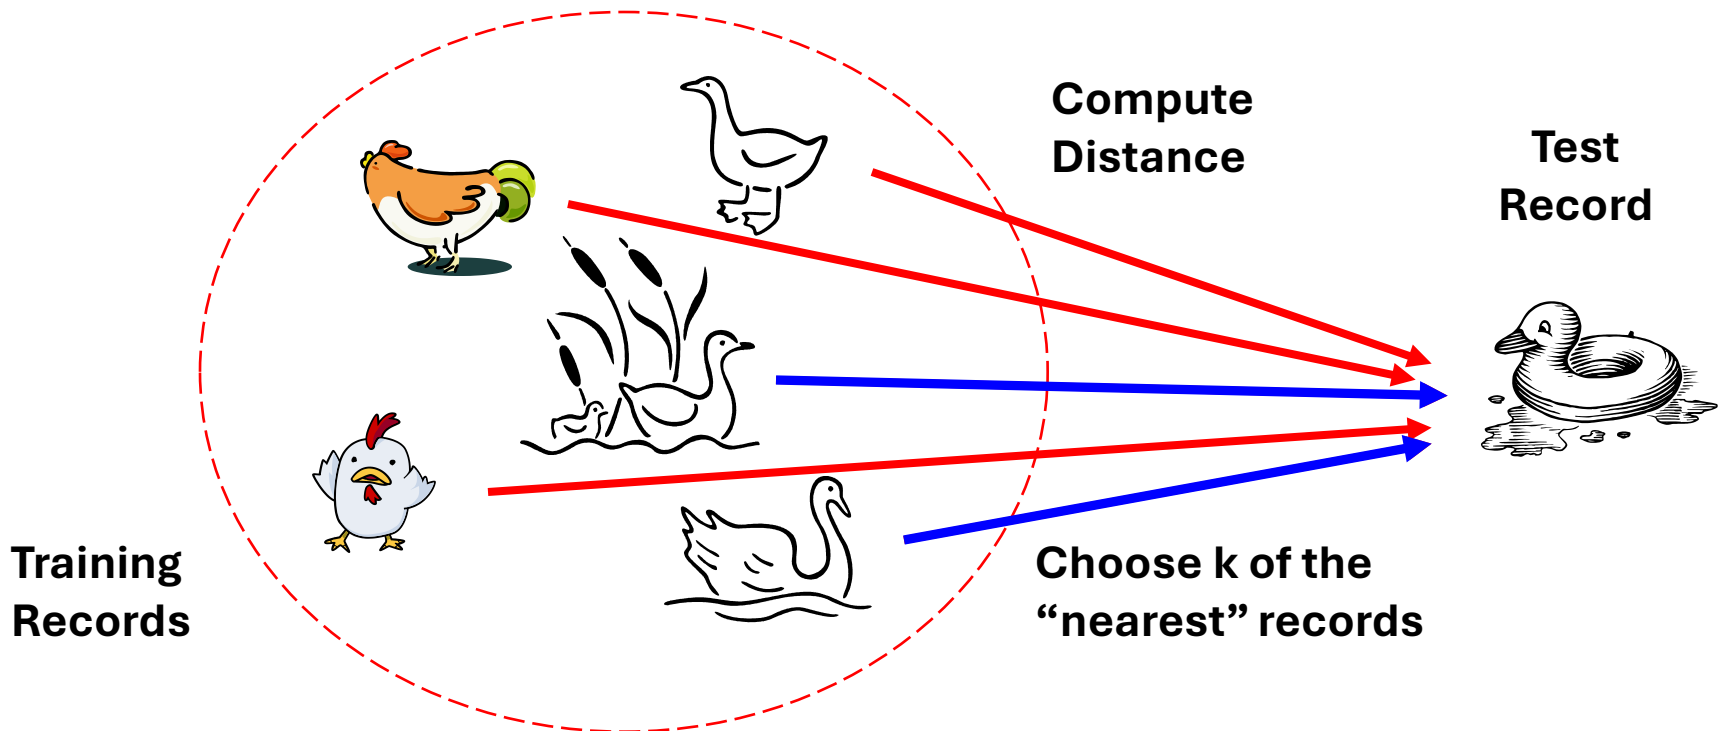 Compute
Distance
Test
Record
Training
Records
Choose k of the
“nearest” records